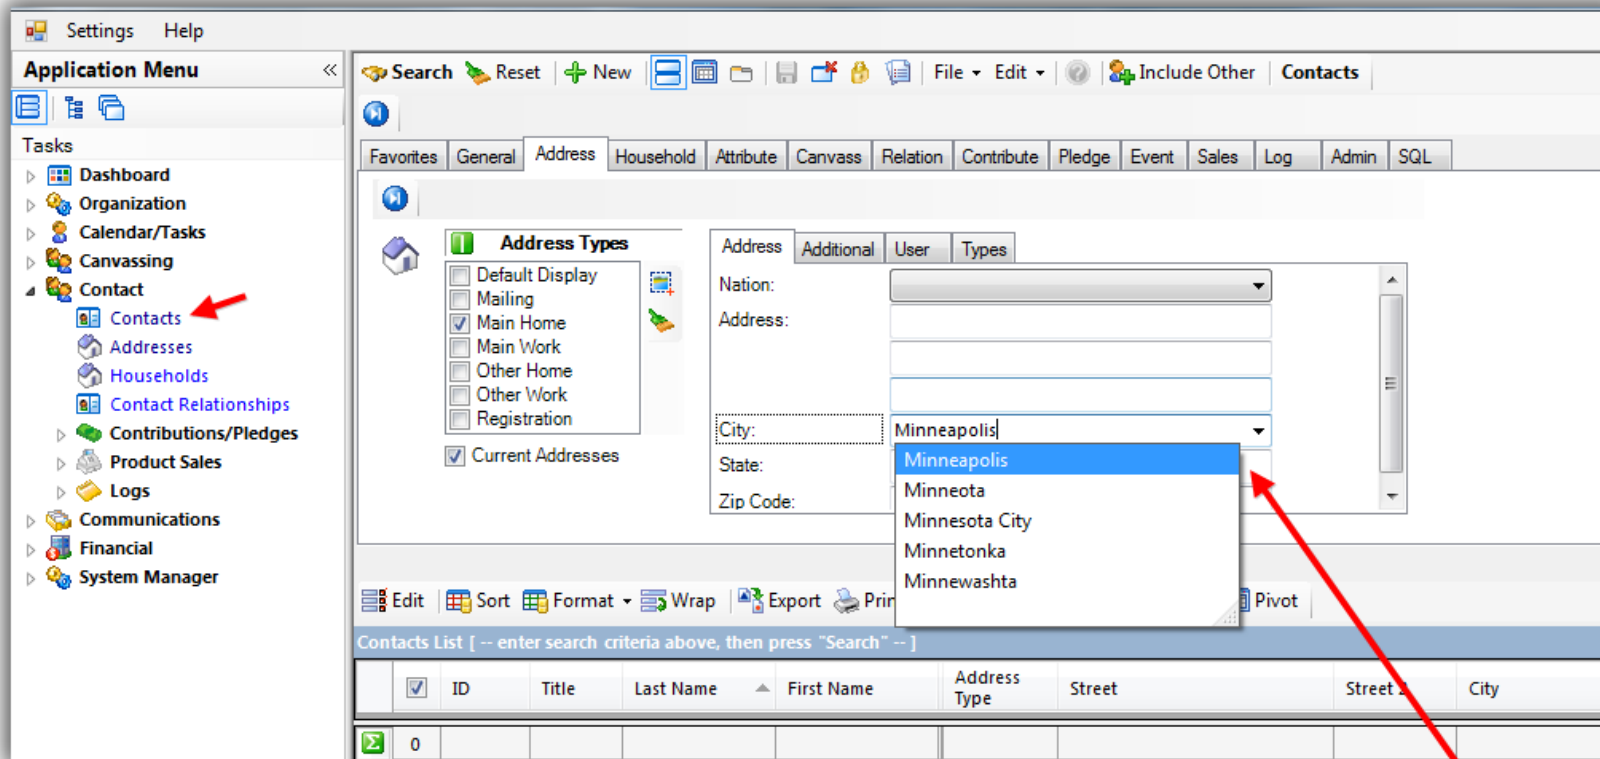 Settings Help
Application Menu «
Tasks
Dashboard
Organization
Calendar/Tasks
Canvassing
Contact
Contacts
Addresses
Households
Contact Relationships
Contributions/Pledges
Product Sales
Logs
Communications
Financial
System Manager
Search Reset New File Edit Include Other Contacts
Favorites General Address Household Attribute Canvass Relation Contribute Pledge Event Sales Log Admin SQL
Address Types
Default Display
Mailing
Main Home
Main Work
Other Home
Other Work
Registration
Current Addresses
Address Additional User Types
Nation:
Address:
City: Minneapolis
State:
Zip Code:
Minneapolis
Minneota
Minnesota City
Minnetonka
Minnewashta
Edit Sort Format Wrap Export Prin Pivot
Contacts List [ -- enter search criteria above, then press "Search" -- ]
ID Title Last Name First Name Address Type Street Street 2 City
Σ 0